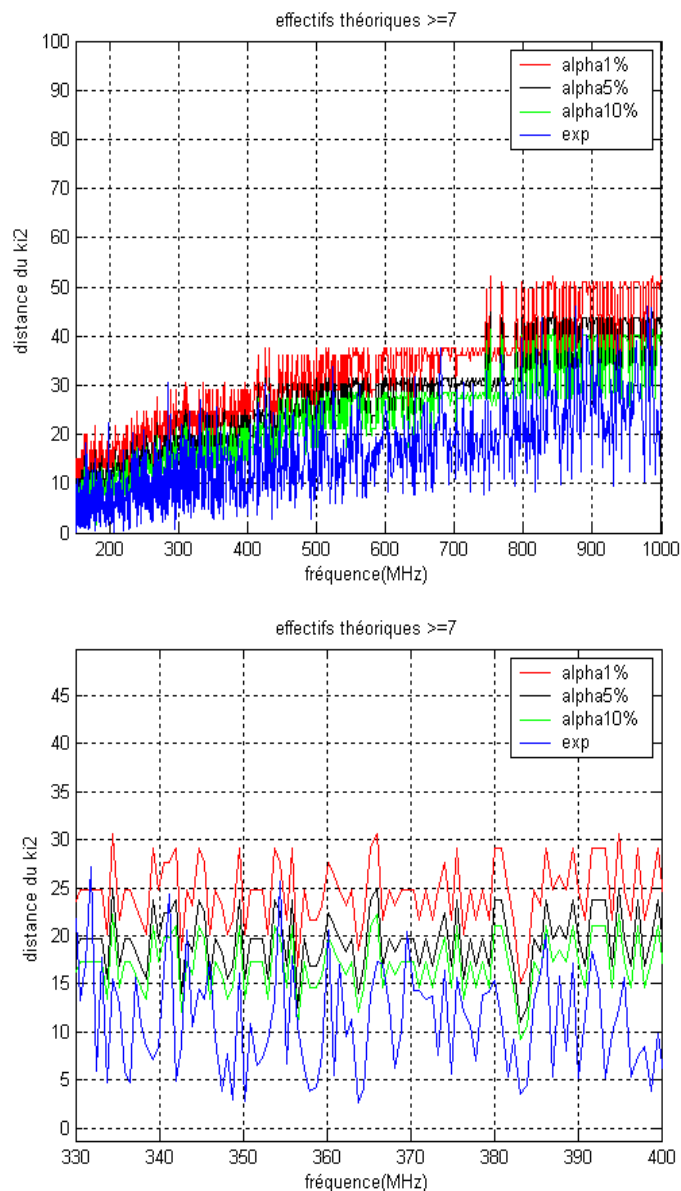 effectifs théoriques >=7
100
90
80
70
60
50
40
30
20
10
0
distance du ki2
alpha1%
alpha5%
alpha10%
exp
200 300 400 500 600 700 800 900 1000
fréquence(MHz)
effectifs théoriques >=7
45
40
35
30
25
20
15
10
5
0
distance du ki2
alpha1%
alpha5%
alpha10%
exp
330 340 350 360 370 380 390 400
fréquence(MHz)